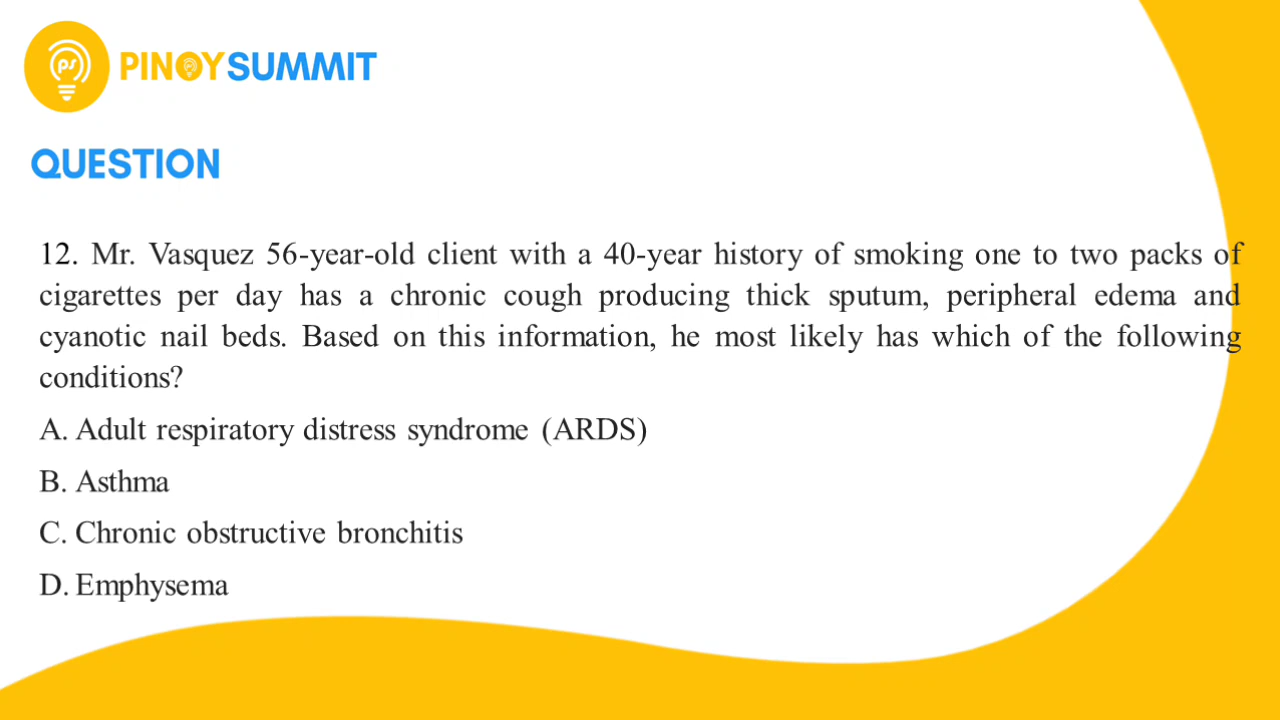 PINOYSUMMIT
QUESTION
12. Mr. Vasquez 56-year-old client with a 40-year history of smoking one to two packs of
cigarettes per day has a chronic cough producing thick sputum, peripheral edema and
cyanotic nail beds. Based on this information, he most likely has which of the following
conditions?
A. Adult respiratory distress syndrome (ARDS)
B. Asthma
C. Chronic obstructive bronchitis
D. Emphysema